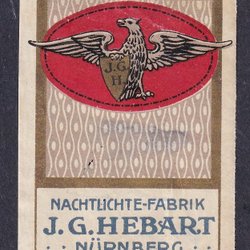 J.G.
H.
NACHTLICHTE-FABRIK
J.G.HEBART
· · NÜRNBERG · ·